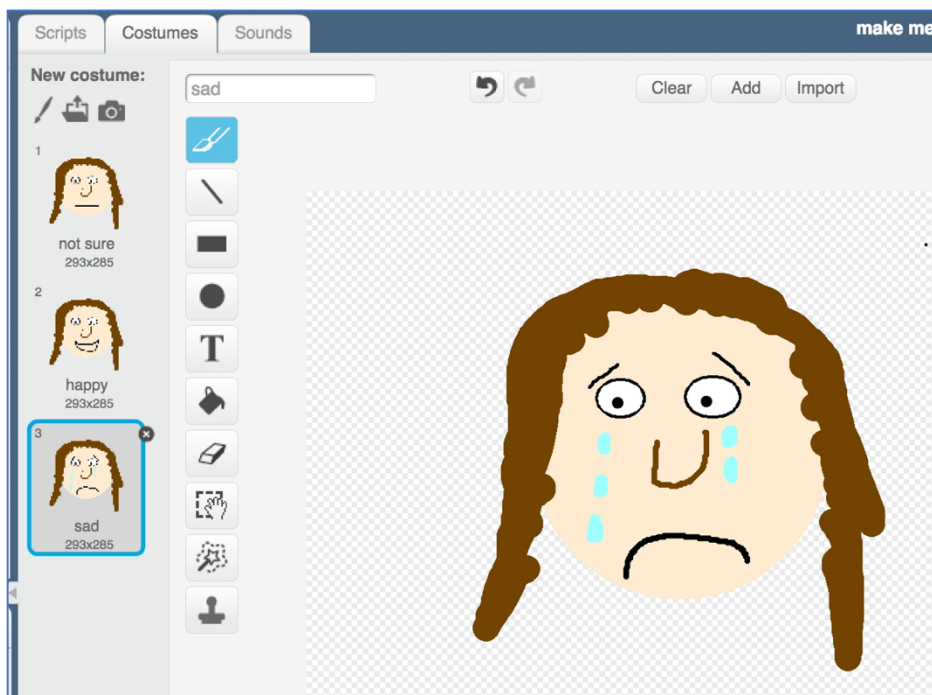 Scripts Costumes Sounds
make me
New costume:
sad
Clear Add Import
1
not sure
293x285
2
happy
293x285
3
sad
293x285
T